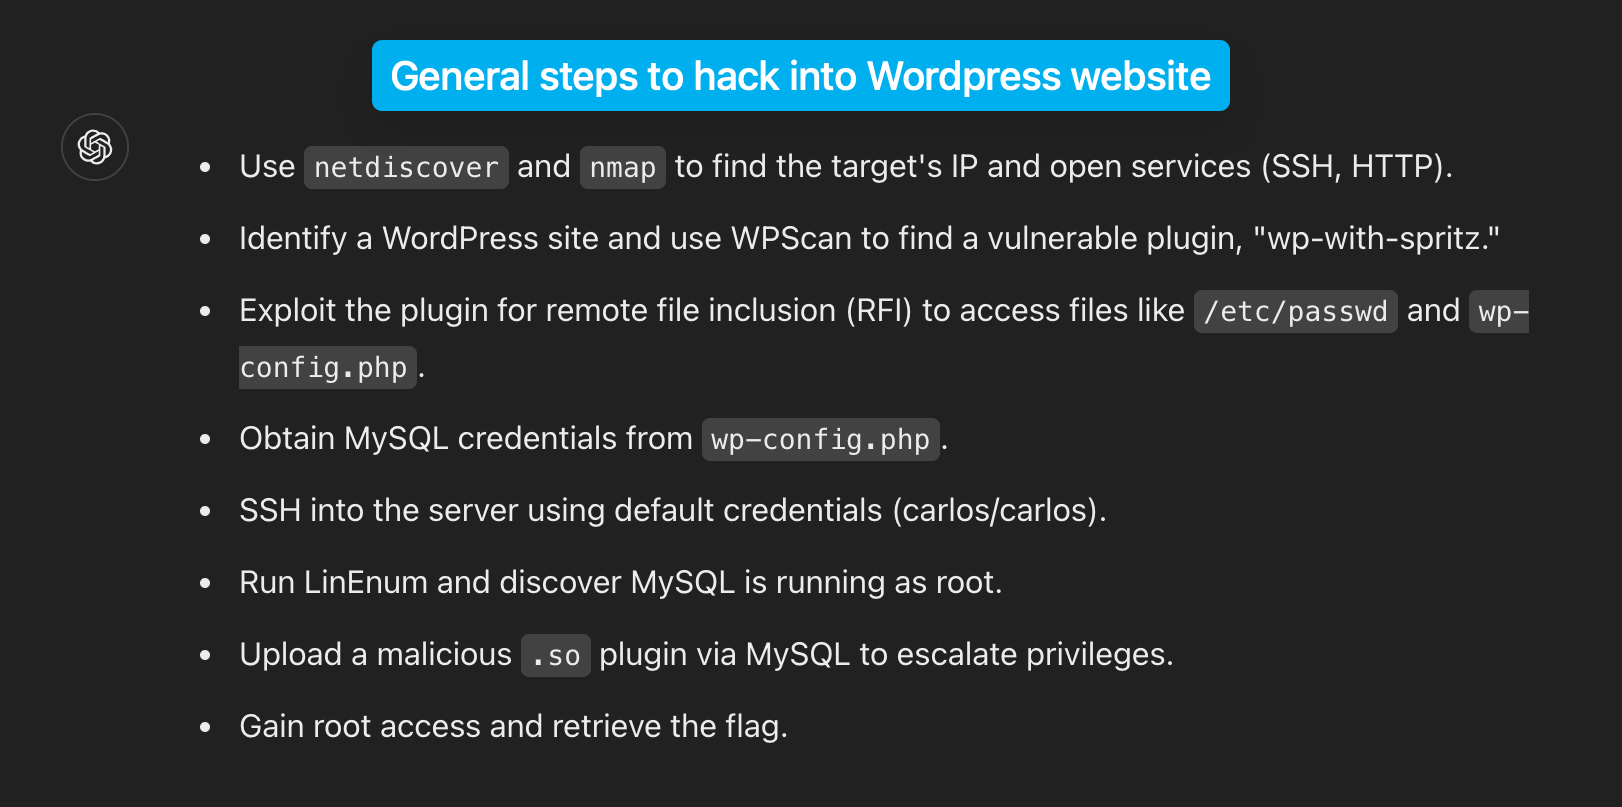 General steps to hack into Wordpress website
Use netdiscover and nmap to find the target's IP and open services (SSH, HTTP).
Identify a WordPress site and use WPScan to find a vulnerable plugin, "wp-with-spritz."
Exploit the plugin for remote file inclusion (RFI) to access files like /etc/passwd and wp-
config.php.
Obtain MySQL credentials from wp-config.php.
SSH into the server using default credentials (carlos/carlos).
Run LinEnum and discover MySQL is running as root.
Upload a malicious .so plugin via MySQL to escalate privileges.
Gain root access and retrieve the flag.